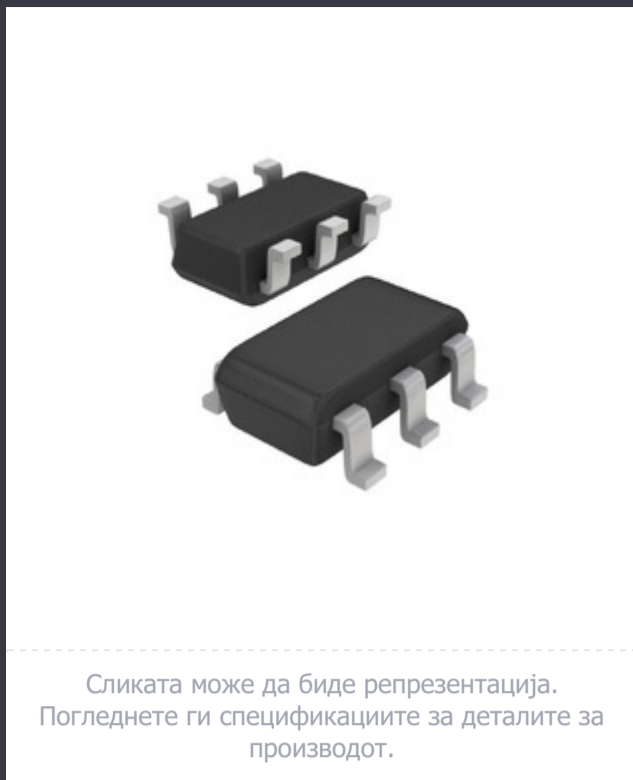 Сликата може да биде репрезентација.
Погледнете ги спецификациите за деталите за
производот.